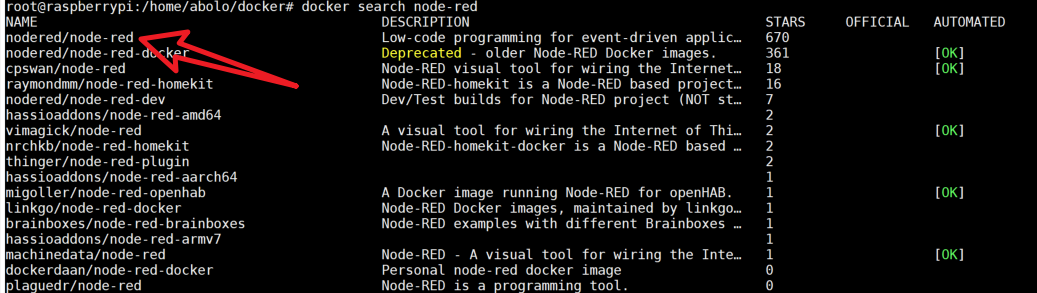 root@raspberrypi:/home/abolo/docker# docker search node-red
NAME DESCRIPTION STARS OFFICIAL AUTOMATED
nodered/node-red Low-code programming for event-driven applic… 670
nodered/node-red-docker Deprecated - older Node-RED Docker images. 361 [OK]
cpswan/node-red Node-RED visual tool for wiring the Internet… 18 [OK]
raymondmm/node-red-homekit Node-RED-homekit is a Node-RED based project… 16
nodered/node-red-dev Dev/Test builds for Node-RED project (NOT st… 7
hassioaddons/node-red-amd64 2
vimagick/node-red A visual tool for wiring the Internet of Thi… 2 [OK]
nrchkb/node-red-homekit Node-RED-homekit-docker is a Node-RED based … 2
thinger/node-red-plugin 2
hassioaddons/node-red-aarch64 1
migoller/node-red-openhab A Docker image running Node-RED for openHAB. 1 [OK]
linkgo/node-red-docker Node-RED Docker images, maintained by linkgo… 1
brainboxes/node-red-brainboxes Node-RED examples with different Brainboxes … 1
hassioaddons/node-red-armv7 1
machinedata/node-red Node-RED - A visual tool for wiring the Inte… 1 [OK]
dockerdaan/node-red-docker Personal node-red docker image 0
plaguedr/node-red Node-RED is a programming tool. 0